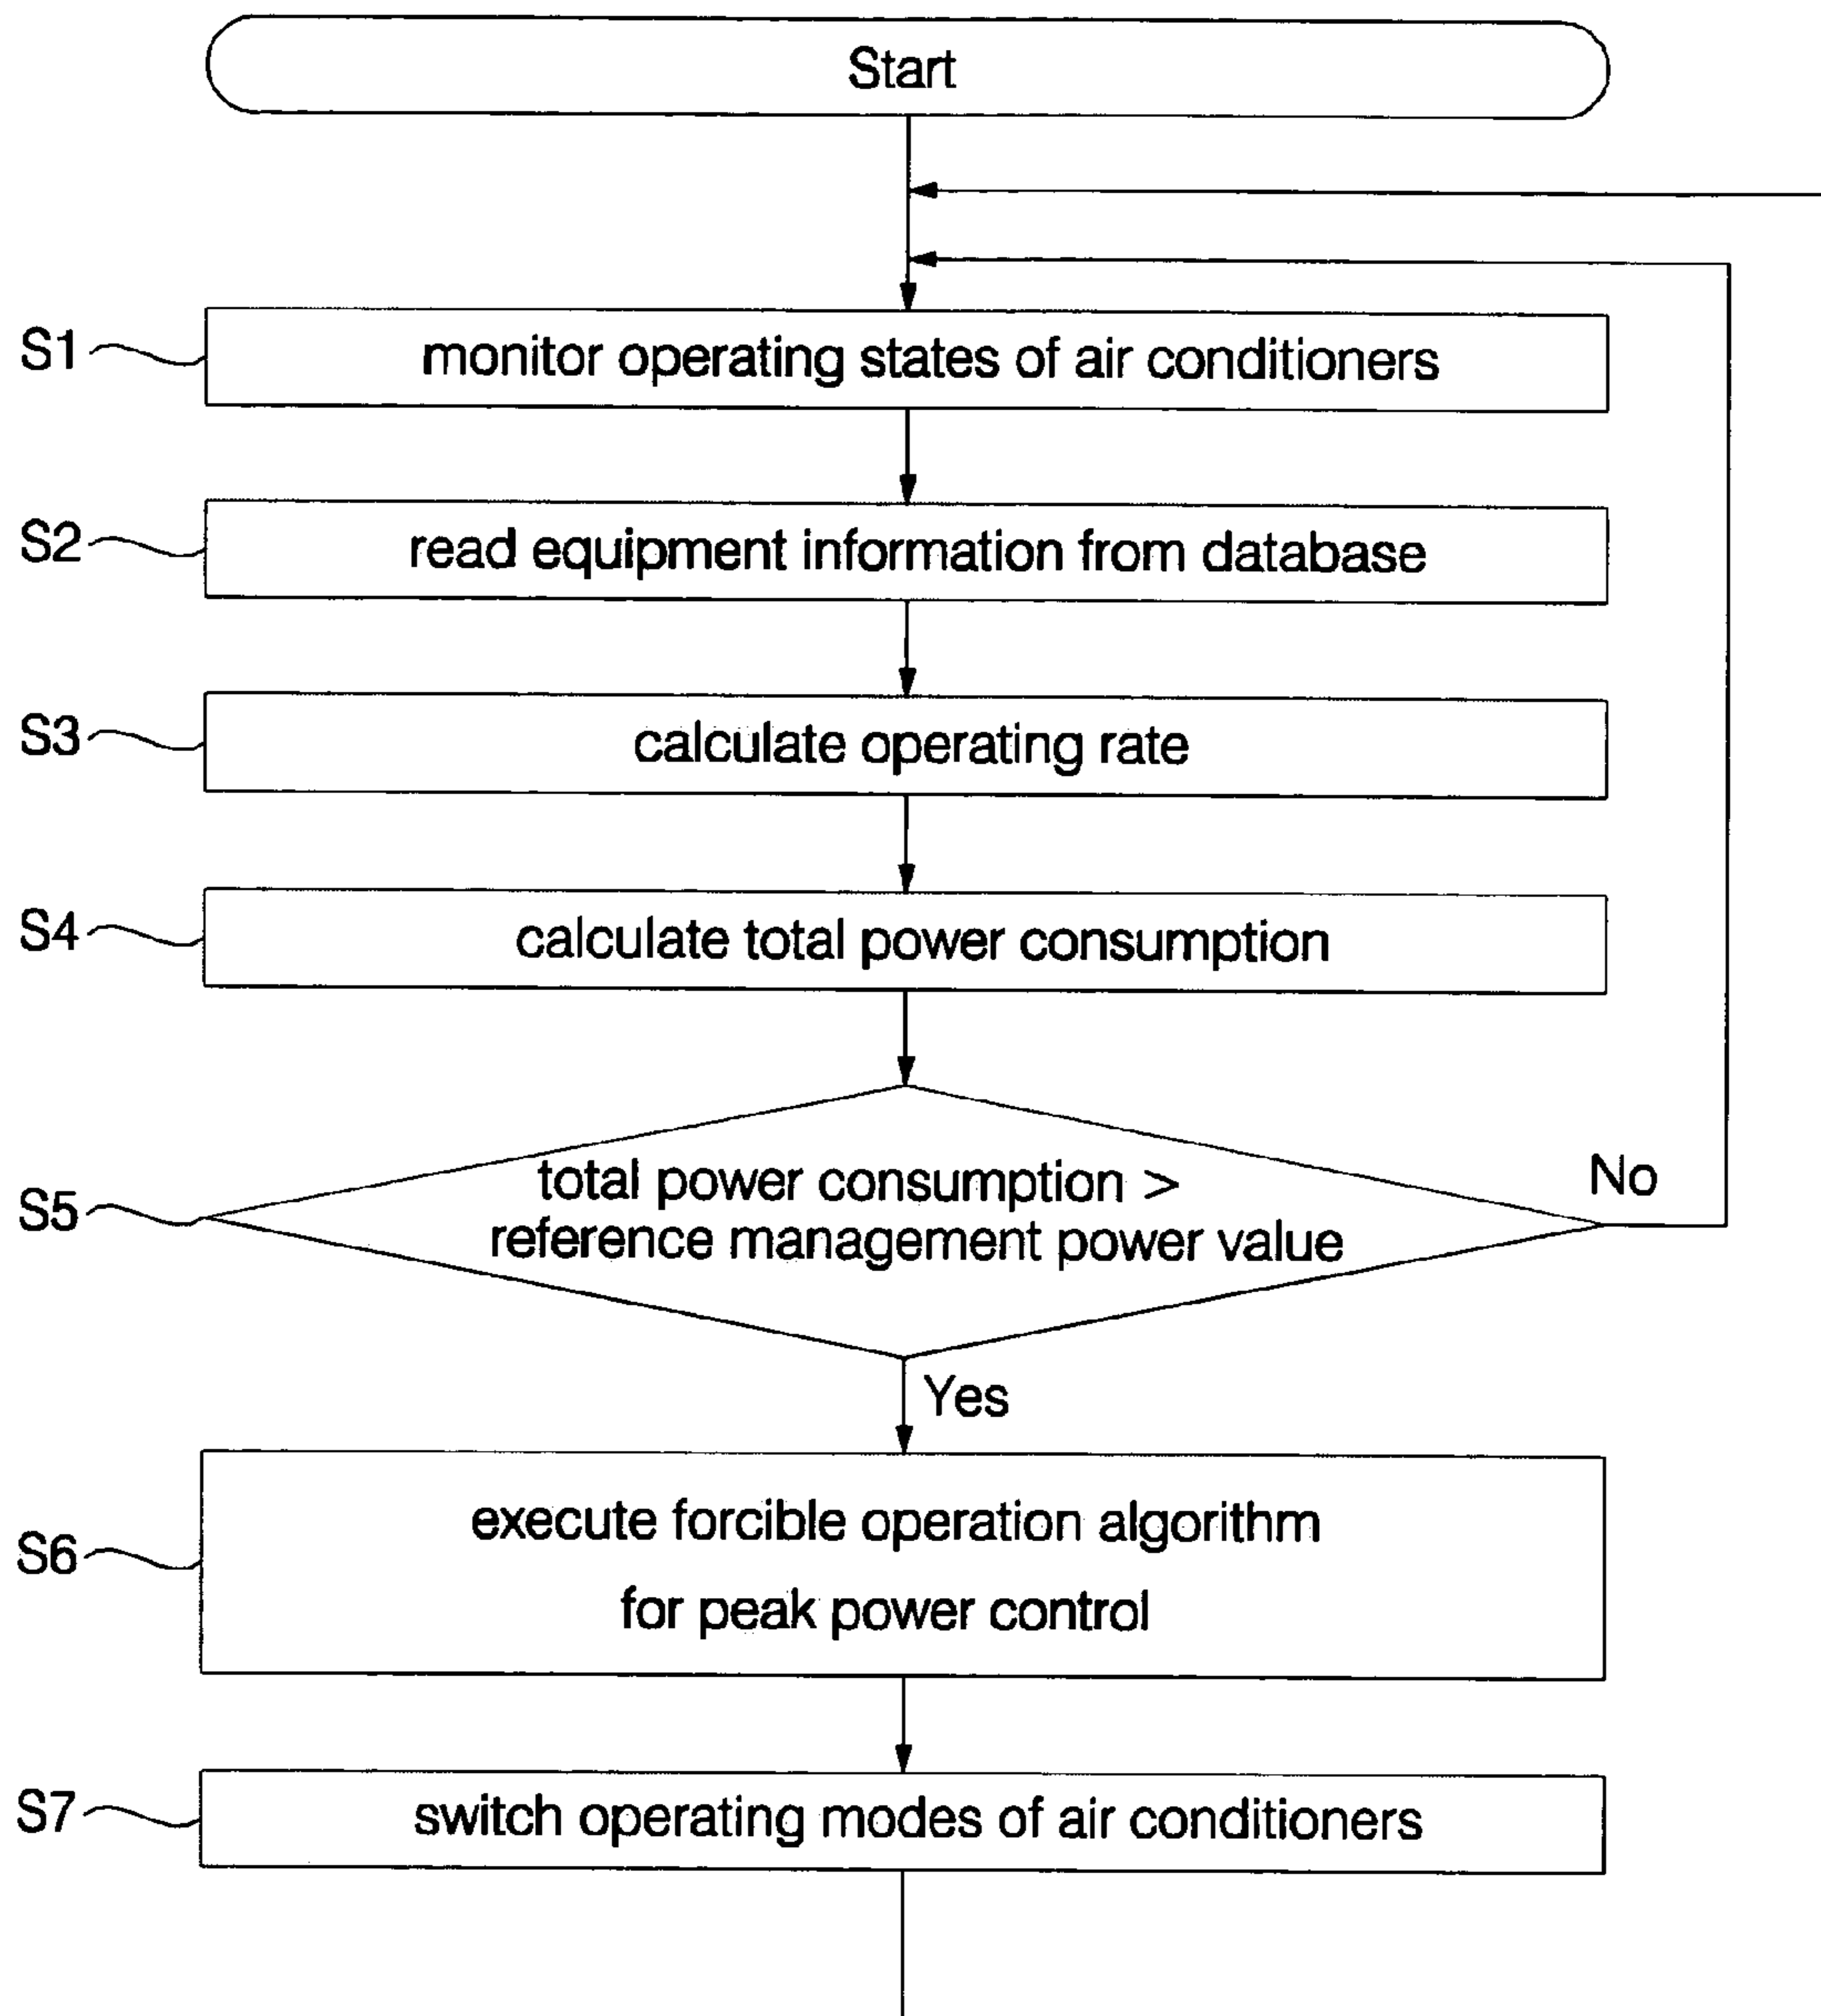 Start
S1
monitor operating states of air conditioners
S2
read equipment information from database
S3
calculate operating rate
S4
calculate total power consumption
S5
total power consumption >
reference management power value
No
Yes
S6
execute forcible operation algorithm
for peak power control
S7
switch operating modes of air conditioners